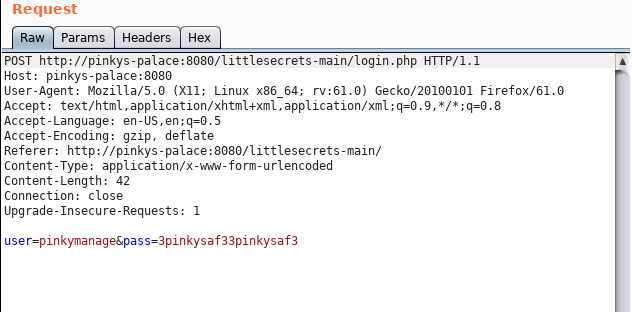 Request
Raw Params Headers Hex
POST http://pinkys-palace:8080/littlesecrets-main/login.php HTTP/1.1
Host: pinkys-palace:8080
User-Agent: Mozilla/5.0 (X11; Linux x86_64; rv:61.0) Gecko/20100101 Firefox/61.0
Accept: text/html,application/xhtml+xml,application/xml;q=0.9,*/*;q=0.8
Accept-Language: en-US,en;q=0.5
Accept-Encoding: gzip, deflate
Referer: http://pinkys-palace:8080/littlesecrets-main/
Content-Type: application/x-www-form-urlencoded
Content-Length: 42
Connection: close
Upgrade-Insecure-Requests: 1
user=pinkymanage&pass=3pinkysaf33pinkysaf3